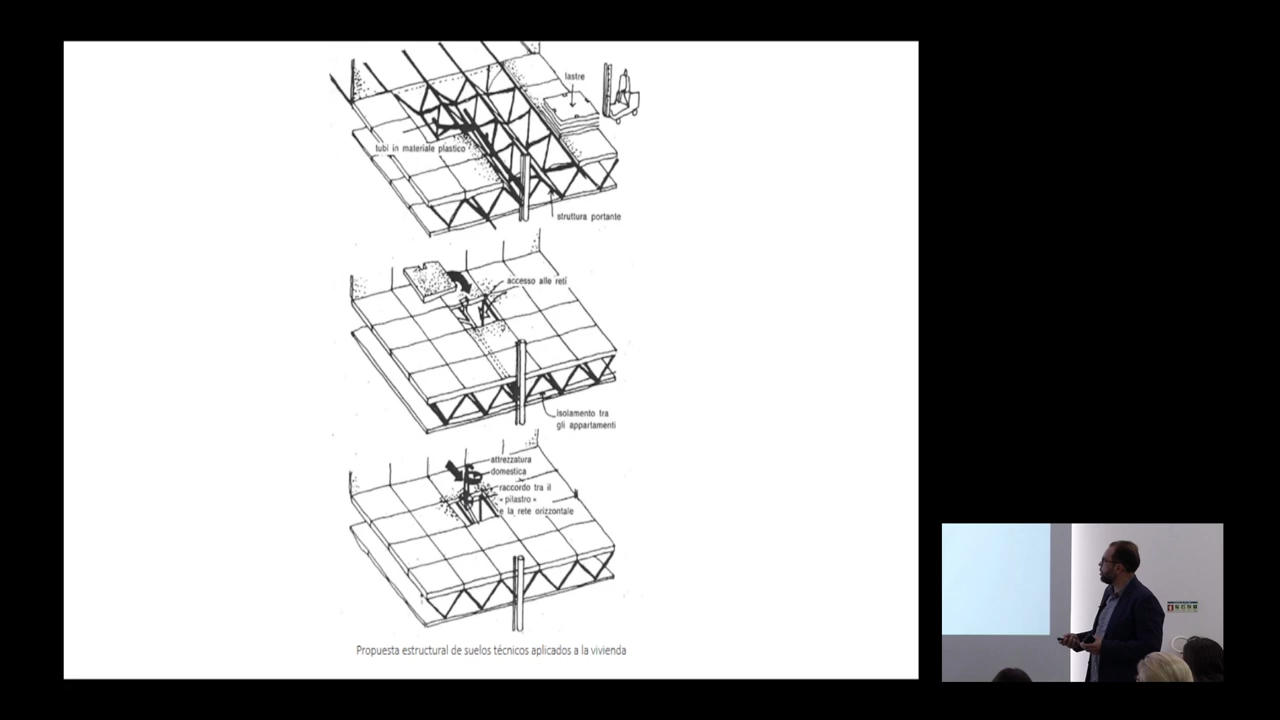 lastre
tubi in materiale plastico
struttura portante
accesso alle reti
isolamento tra
gli appartamenti
attrezzatura
domestica
raccordo tra il
« pilastro »
e la rete orizzontale
Propuesta estructural de suelos técnicos aplicados a la vivienda